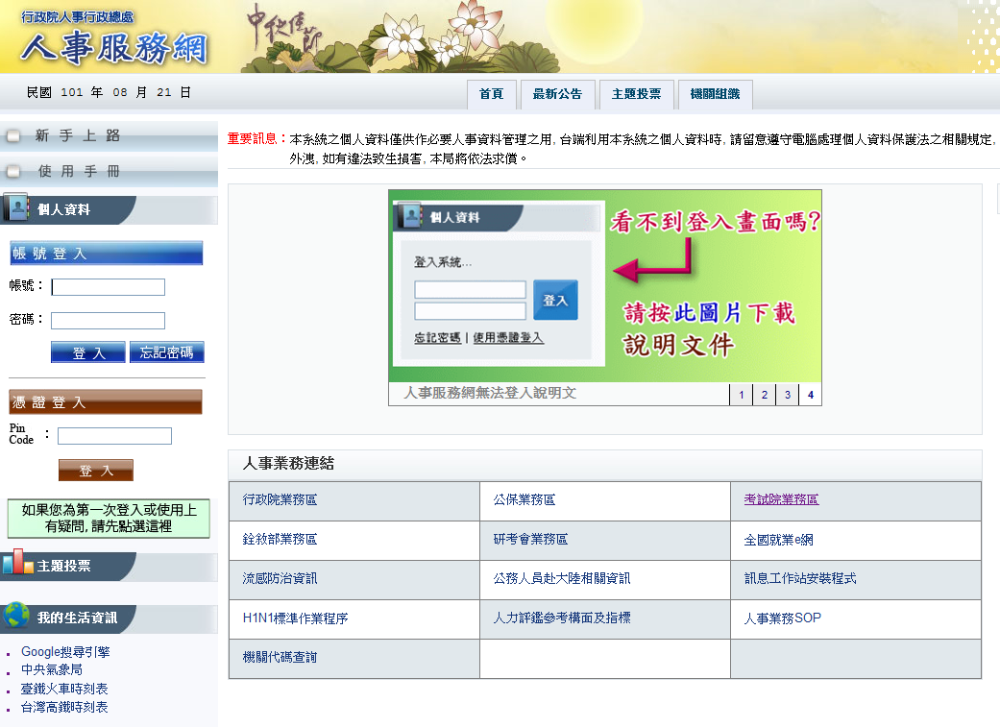 行政院人事行政總處
人事服務網
中秋佳節
民國 101 年 08 月 21 日
首頁
最新公告
主題投票
機關組織
新手上路
使用手冊
個人資料
帳號登入
帳號：
密碼：
登入
忘記密碼
憑證登入
Pin
Code ：
登入
如果您為第一次登入或使用上
有疑問, 請先點選這裡
主題投票
我的生活資訊
Google搜尋引擎
中央氣象局
臺鐵火車時刻表
台灣高鐵時刻表
重要訊息：本系統之個人資料僅供作必要人事資料管理之用, 台端利用本系統之個人資料時, 請留意遵守電腦處理個人資料保護法之相關規定,
外洩, 如有違法致生損害, 本局將依法求償。
個人資料
登入系統...
登入
忘記密碼 | 使用憑證登入
看不到登入畫面嗎?
請按此圖片下載
說明文件
人事服務網無法登入說明文
1 2 3 4
人事業務連結
行政院業務區
公保業務區
考試院業務區
銓敘部業務區
研考會業務區
全國就業e網
流感防治資訊
公務人員赴大陸相關資訊
訊息工作站安裝程式
H1N1標準作業程序
人力評鑑參考構面及指標
人事業務SOP
機關代碼查詢